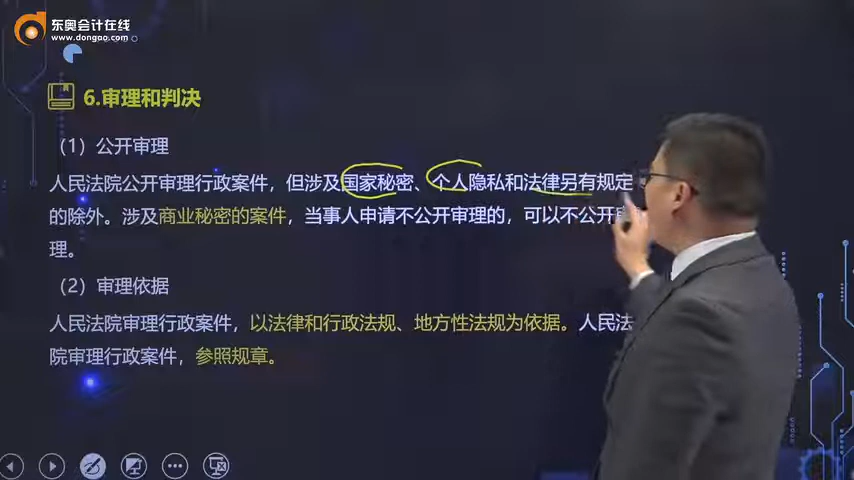 东奥会计在线
www.dongao.com
6.审理和判决
（1）公开审理
人民法院公开审理行政案件，但涉及国家秘密、个人隐私和法律另有规定
的除外。涉及商业秘密的案件，当事人申请不公开审理的，可以不公开
理。
（2）审理依据
人民法院审理行政案件，以法律和行政法规、地方性法规为依据。人民法
院审理行政案件，参照规章。